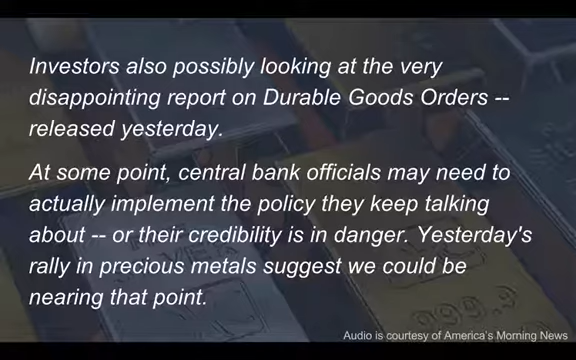 Investors also possibly looking at the very
disappointing report on Durable Goods Orders --
released yesterday.
At some point, central bank officials may need to
actually implement the policy they keep talking
about -- or their credibility is in danger. Yesterday's
rally in precious metals suggest we could be
nearing that point.
999.9
Audio is courtesy of America's Morning News